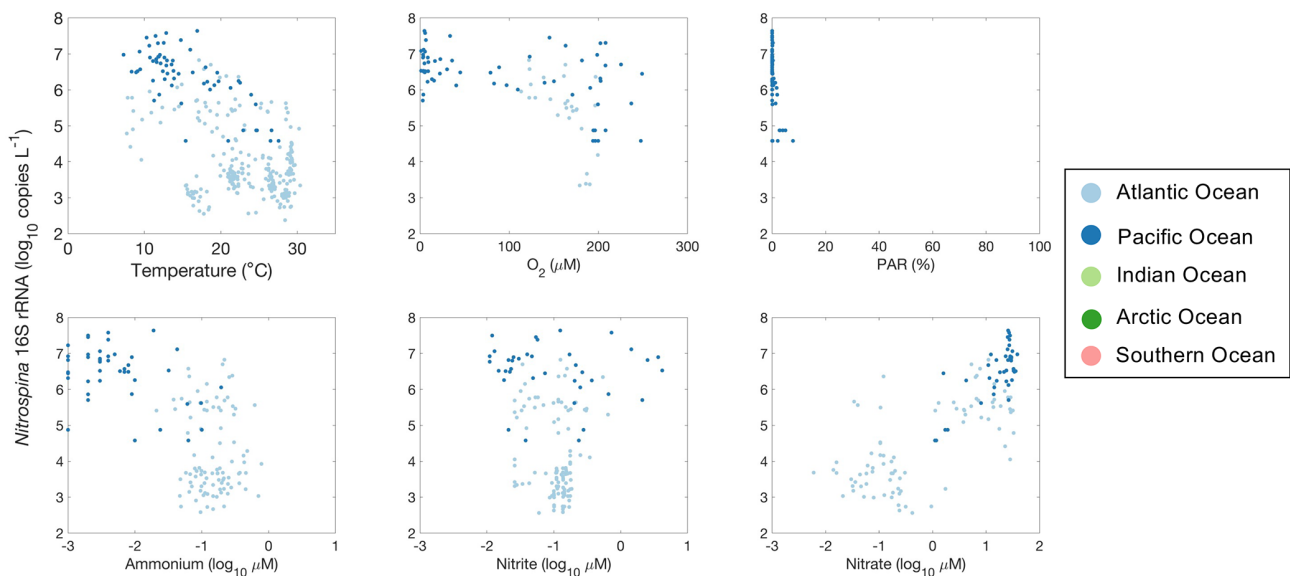 Nitrospina 16S rRNA (log10 copies L-1)
8
7
6
5
4
3
2
0 10 20 30
Temperature (°C)
8
7
6
5
4
3
2
0 100 200 300
O2 (μM)
8
7
6
5
4
3
2
0 20 40 60 80 100
PAR (%)
8
7
6
5
4
3
2
-3 -2 -1 0 1
Ammonium (log10 μM)
8
7
6
5
4
3
2
-3 -2 -1 0 1
Nitrite (log10 μM)
8
7
6
5
4
3
2
-3 -2 -1 0 1 2
Nitrate (log10 μM)
Atlantic Ocean
Pacific Ocean
Indian Ocean
Arctic Ocean
Southern Ocean